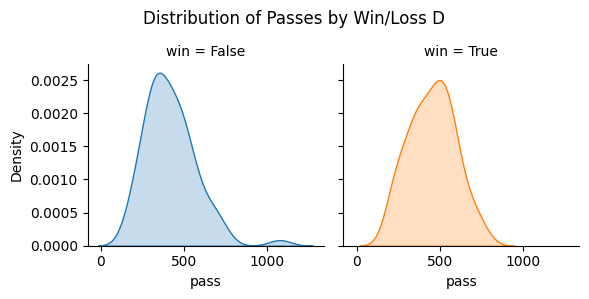 Distribution of Passes by Win/Loss D
win = False
win = True
Density
0.0025
0.0020
0.0015
0.0010
0.0005
0.0000
0
500
1000
pass
0
500
1000
pass